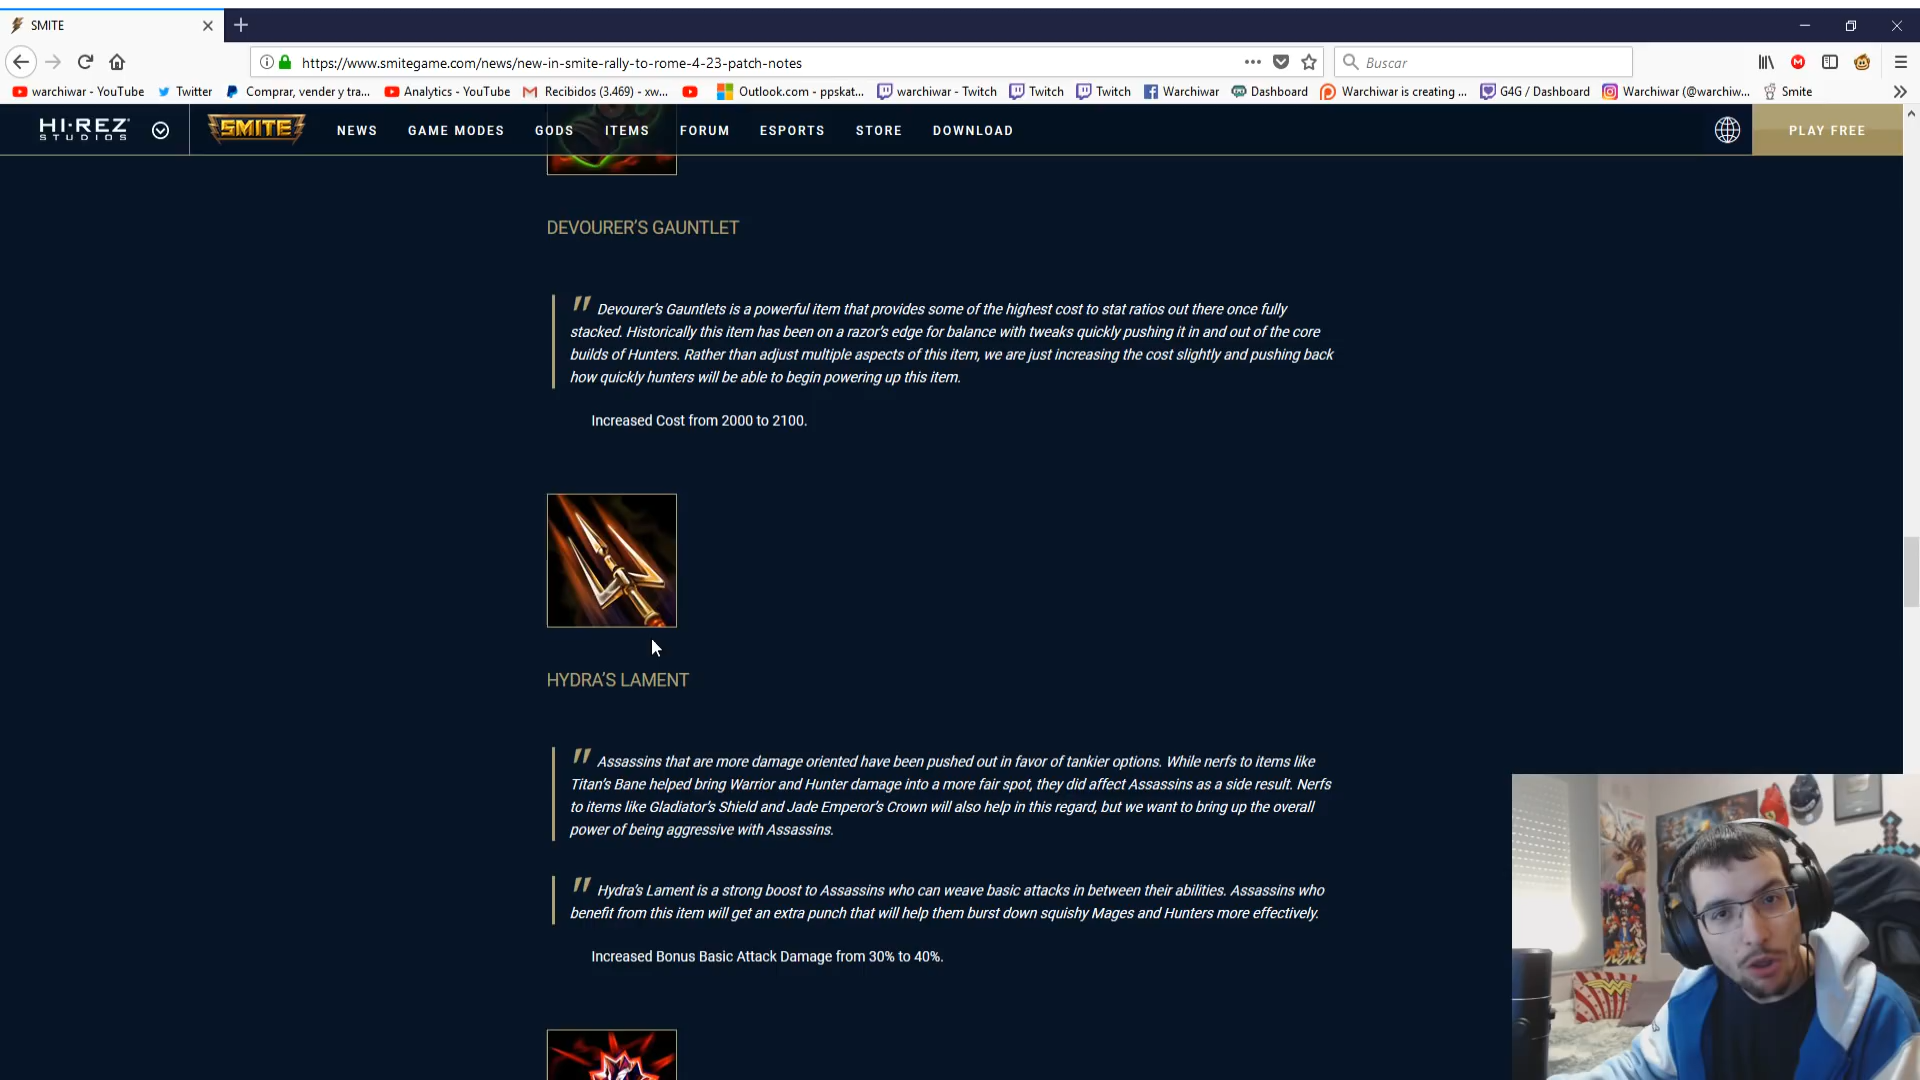 SMITE
https://www.smitegame.com/news/new-in-smite-rally-to-rome-4-23-patch-notes
Buscar
warchiwar - YouTube
Twitter
Comprar, vender y tra...
Analytics - YouTube
Recibidos (3.469) - xw...
Outlook.com - ppskat...
warchiwar - Twitch
Twitch
Twitch
Warchiwar
Dashboard
Warchiwar is creating ...
G4G / Dashboard
Warchiwar (@warchiw...
Smite
HI-REZ
STUDIOS
SMITE
NEWS
GAME MODES
GODS
ITEMS
FORUM
ESPORTS
STORE
DOWNLOAD
PLAY FREE
DEVOURER'S GAUNTLET
" Devourer's Gauntlets is a powerful item that provides some of the highest cost to stat ratios out there once fully
stacked. Historically this item has been on a razor's edge for balance with tweaks quickly pushing it in and out of the core
builds of Hunters. Rather than adjust multiple aspects of this item, we are just increasing the cost slightly and pushing back
how quickly hunters will be able to begin powering up this item.
Increased Cost from 2000 to 2100.
HYDRA'S LAMENT
" Assassins that are more damage oriented have been pushed out in favor of tankier options. While nerfs to items like
Titan's Bane helped bring Warrior and Hunter damage into a more fair spot, they did affect Assassins as a side result. Nerfs
to items like Gladiator's Shield and Jade Emperor's Crown will also help in this regard, but we want to bring up the overall
power of being aggressive with Assassins.
" Hydra's Lament is a strong boost to Assassins who can weave basic attacks in between their abilities. Assassins who
benefit from this item will get an extra punch that will help them burst down squishy Mages and Hunters more effectively.
Increased Bonus Basic Attack Damage from 30% to 40%.